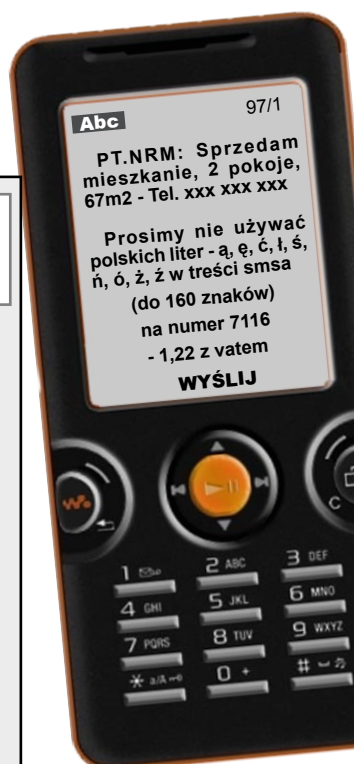 Abc
97/1
PT.NRM: Sprzedam
mieszkanie, 2 pokoje,
67m2 - Tel. xxx xxx xxx
Prosimy nie używać
polskich liter - ą, ę, ć, ł, ś,
ń, ó, ż, ź w treści smsa
(do 160 znaków)
na numer 7116
- 1,22 z vatem
WYŚLIJ
C
1
2 ABC
3 DEF
4 GHI
5 JKL
6 MNO
7 PQRS
8 TUV
9 WXYZ
* a/A
0 +
#